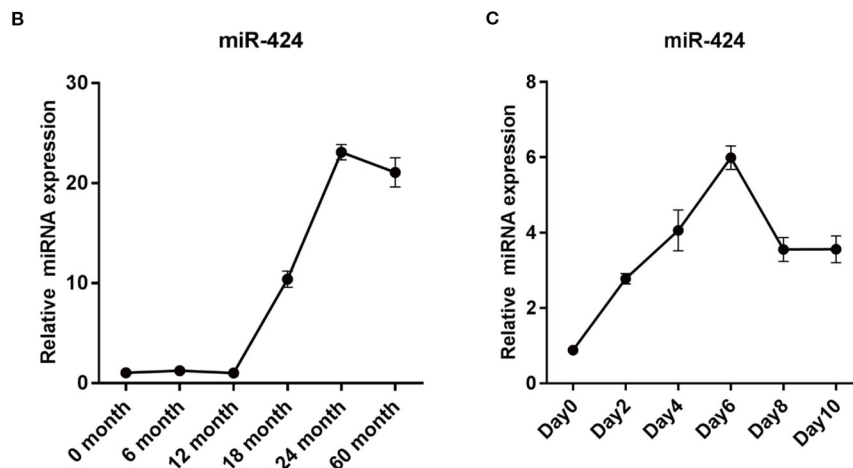 B
miR-424
Relative miRNA expression
30
20
10
0
0 month
6 month
12 month
18 month
24 month
60 month
C
miR-424
Relative miRNA expression
8
6
4
2
0
Day0
Day2
Day4
Day6
Day8
Day10